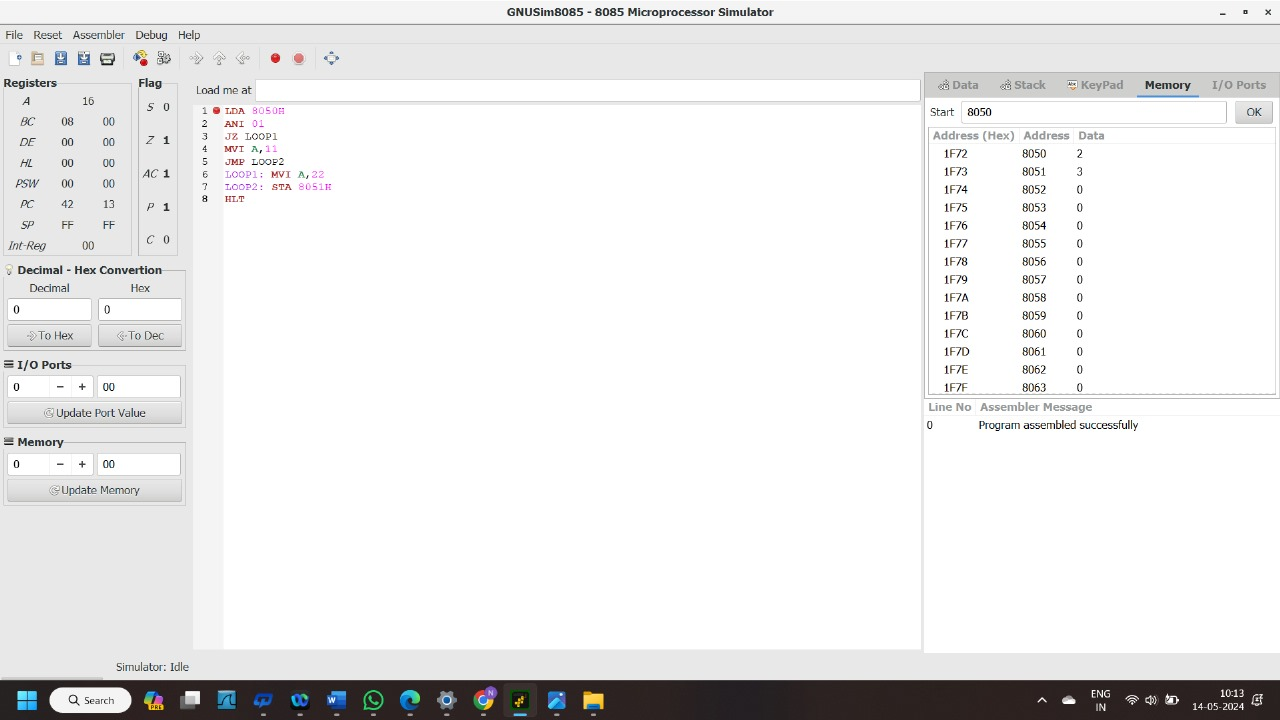 GNUSim8085 - 8085 Microprocessor Simulator
File Reset Assembler Debug Help
Registers
A 16
BC 08 00
DE 00 00
HL 00 00
PSW 00 00
PC 42 13
SP FF FF
Int-Reg 00
Flag
S 0
Z 1
AC 1
P 1
C 0
Decimal - Hex Convertion
Decimal Hex
0 0
To Hex To Dec
I/O Ports
0 − + 00
Update Port Value
Memory
0 − + 00
Update Memory
Load me at
1 LDA 8050H
2 ANI 01
3 JZ LOOP1
4 MVI A,11
5 JMP LOOP2
6 LOOP1: MVI A,22
7 LOOP2: STA 8051H
8 HLT
Data Stack KeyPad Memory I/O Ports
Start 8050 OK
Address (Hex) Address Data
1F72 8050 2
1F73 8051 3
1F74 8052 0
1F75 8053 0
1F76 8054 0
1F77 8055 0
1F78 8056 0
1F79 8057 0
1F7A 8058 0
1F7B 8059 0
1F7C 8060 0
1F7D 8061 0
1F7E 8062 0
1F7F 8063 0
Line No Assembler Message
0 Program assembled successfully
Simulator: Idle
Search
PRE
ENG
IN
10:13
14-05-2024